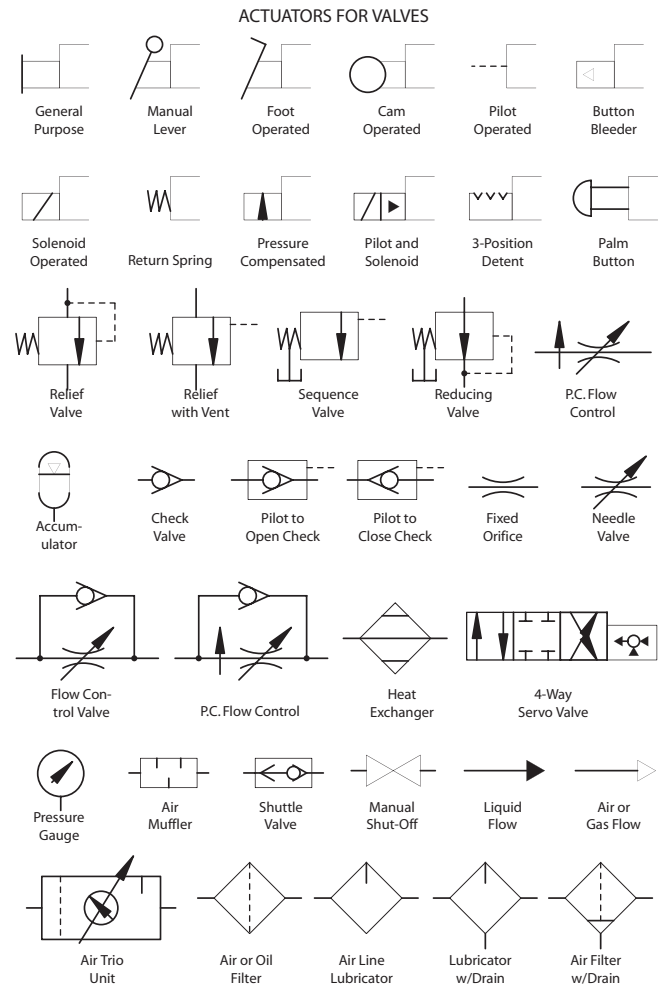 ACTUATORS FOR VALVES
General
Purpose
Manual
Lever
Foot
Operated
Cam
Operated
Pilot
Operated
Button
Bleeder
Solenoid
Operated
Return Spring
Pressure
Compensated
Pilot and
Solenoid
3-Position
Detent
Palm
Button
Relief
Valve
Relief
with Vent
Sequence
Valve
Reducing
Valve
P.C. Flow
Control
Accum-
ulator
Check
Valve
Pilot to
Open Check
Pilot to
Close Check
Fixed
Orifice
Needle
Valve
Flow Con-
trol Valve
P.C. Flow Control
Heat
Exchanger
4-Way
Servo Valve
Pressure
Gauge
Air
Muffler
Shuttle
Valve
Manual
Shut-Off
Liquid
Flow
Air or
Gas Flow
Air Trio
Unit
Air or Oil
Filter
Air Line
Lubricator
Lubricator
w/Drain
Air Filter
w/Drain